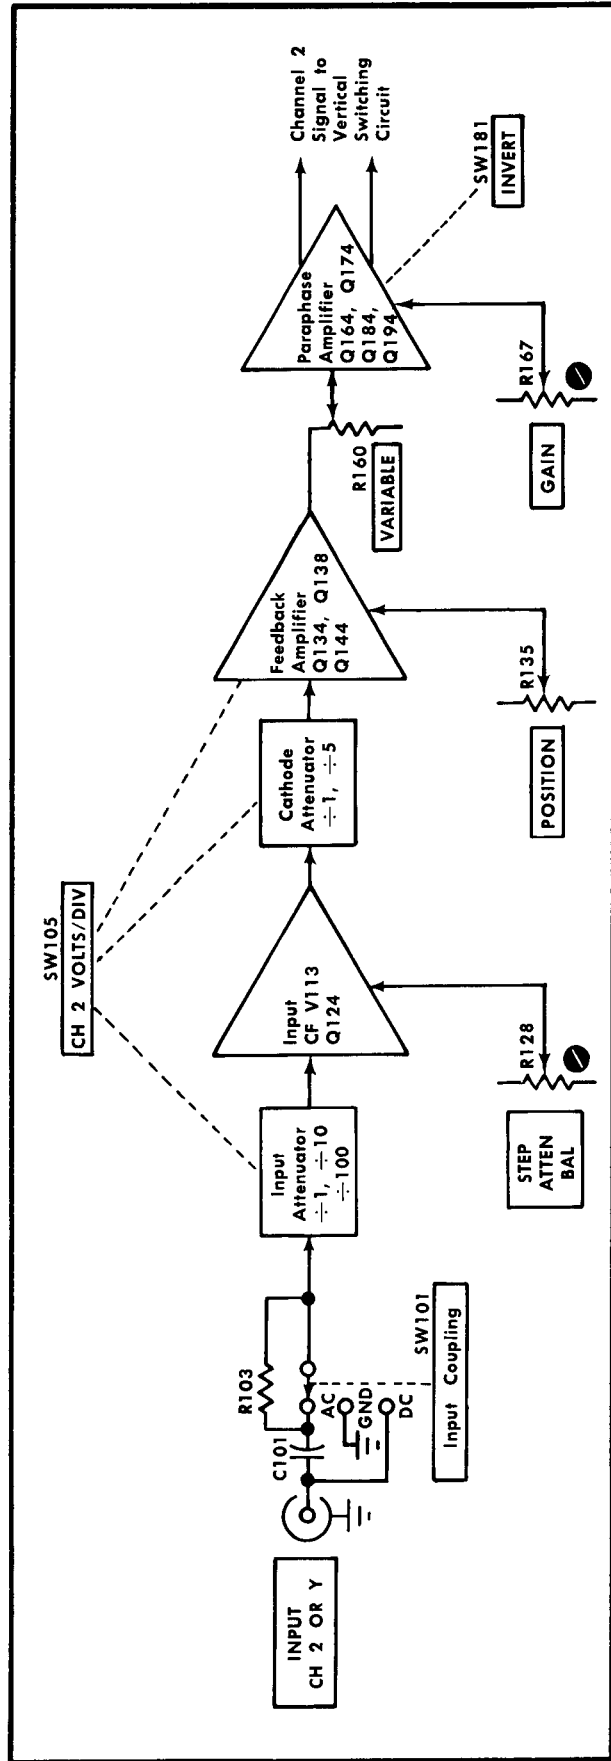 INPUT
CH 2 OR Y
C101
R103
AC
GND
DC
SW101
Input Coupling
Input
Attenuator
÷1, ÷10
÷100
SW105
CH 2 VOLTS/DIV
Input
CF V113
Q124
R128
STEP
ATTEN
BAL
Cathode
Attenuator
÷1, ÷5
Feedback
Amplifier
Q134, Q138
Q144
R135
POSITION
R160
VARIABLE
Paraphase
Amplifier
Q164, Q174
Q184,
Q194
R167
GAIN
SW181
INVERT
Channel 2
Signal to
Vertical
Switching
Circuit